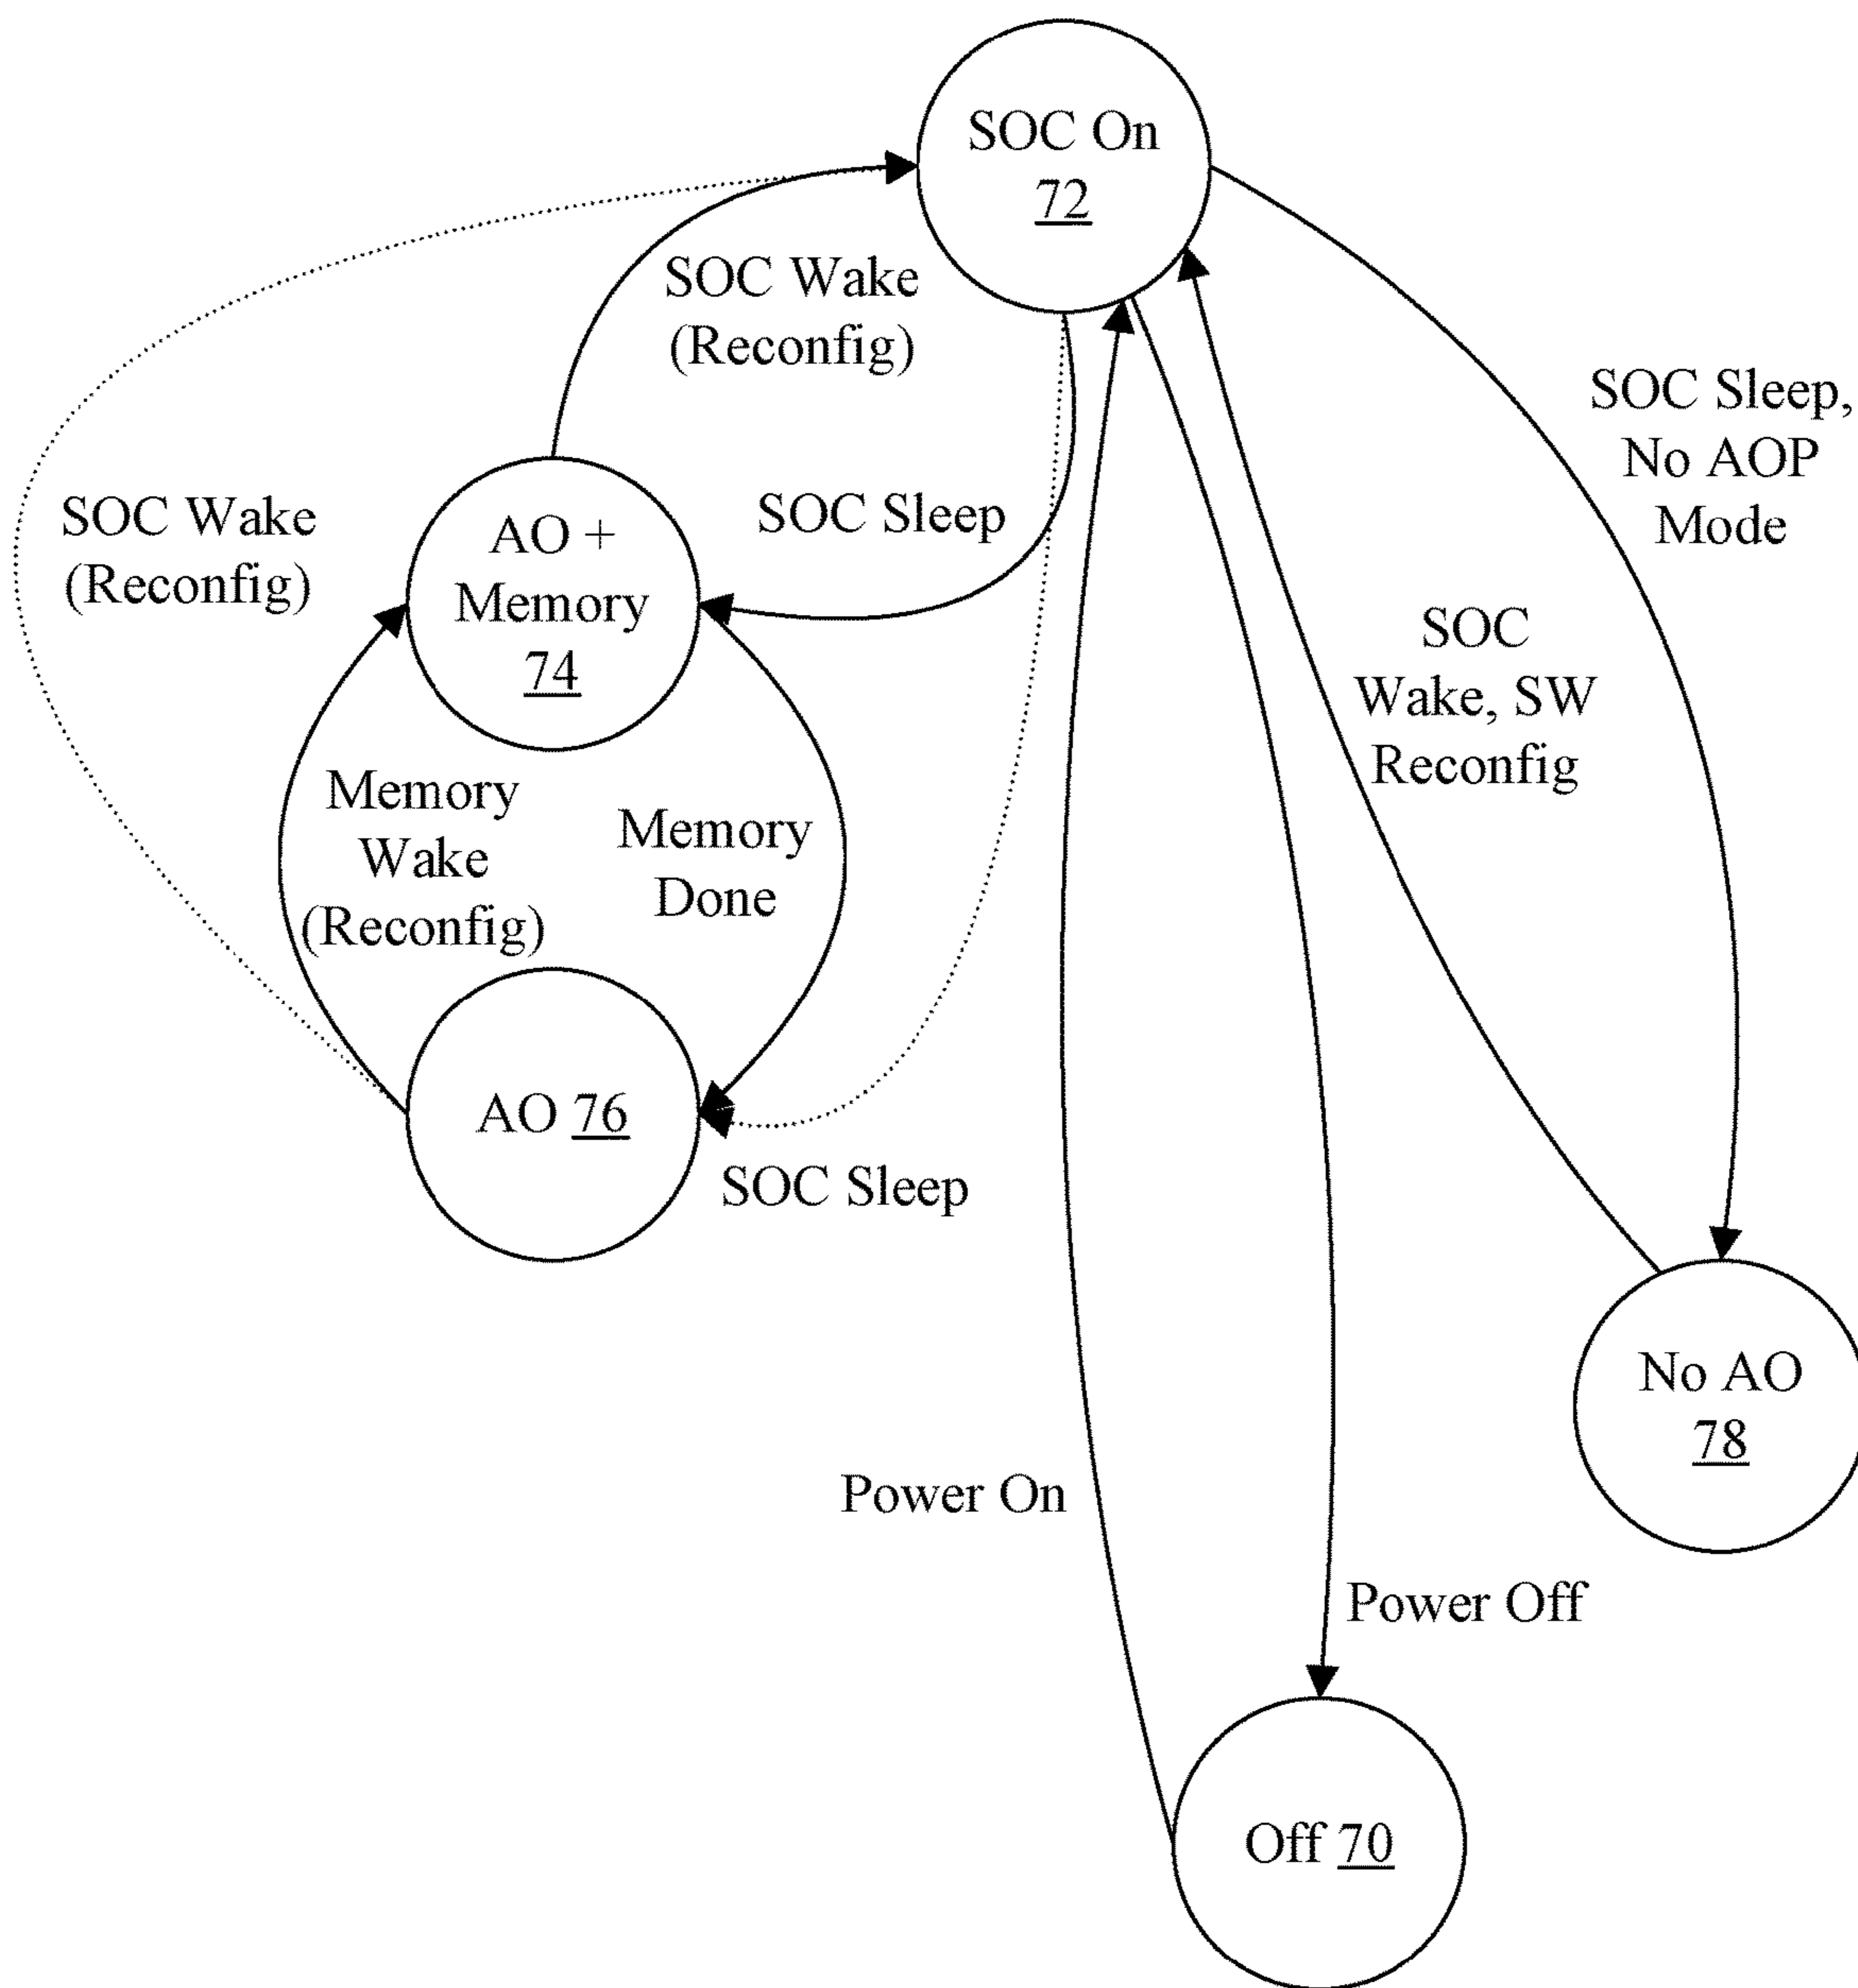 SOC On
72
SOC Wake
(Reconfig)
SOC Sleep,
No AOP
Mode
SOC Wake
(Reconfig)
AO +
Memory
74
SOC Sleep
SOC
Wake, SW
Reconfig
Memory
Wake
(Reconfig)
Memory
Done
AO 76
SOC Sleep
No AO
78
Power On
Power Off
Off 70